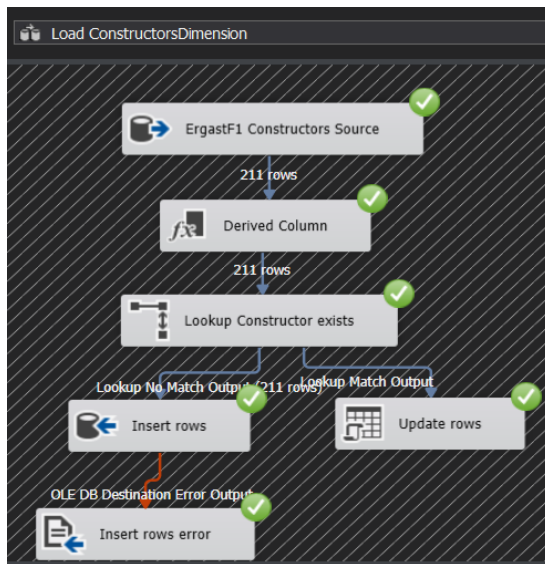 Load ConstructorsDimension
ErgastF1 Constructors Source
211 rows
Derived Column
211 rows
Lookup Constructor exists
Lookup No Match Output (211 rows)
Lookup Match Output
Insert rows
Update rows
OLE DB Destination Error Output
Insert rows error